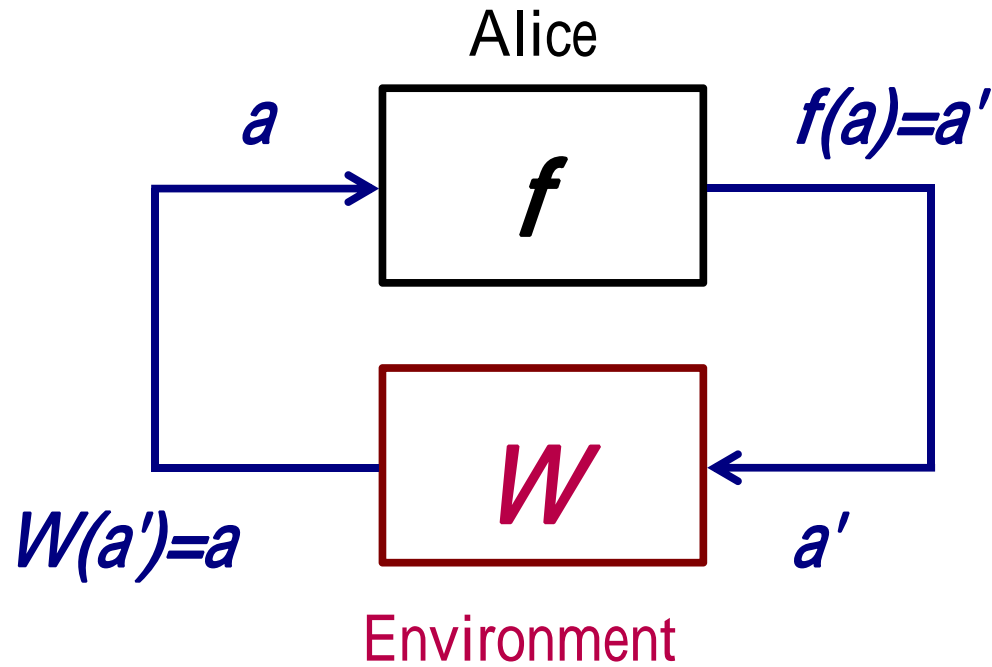 Alice
a
f(a)=a'
f
W
W(a')=a
a'
Environment